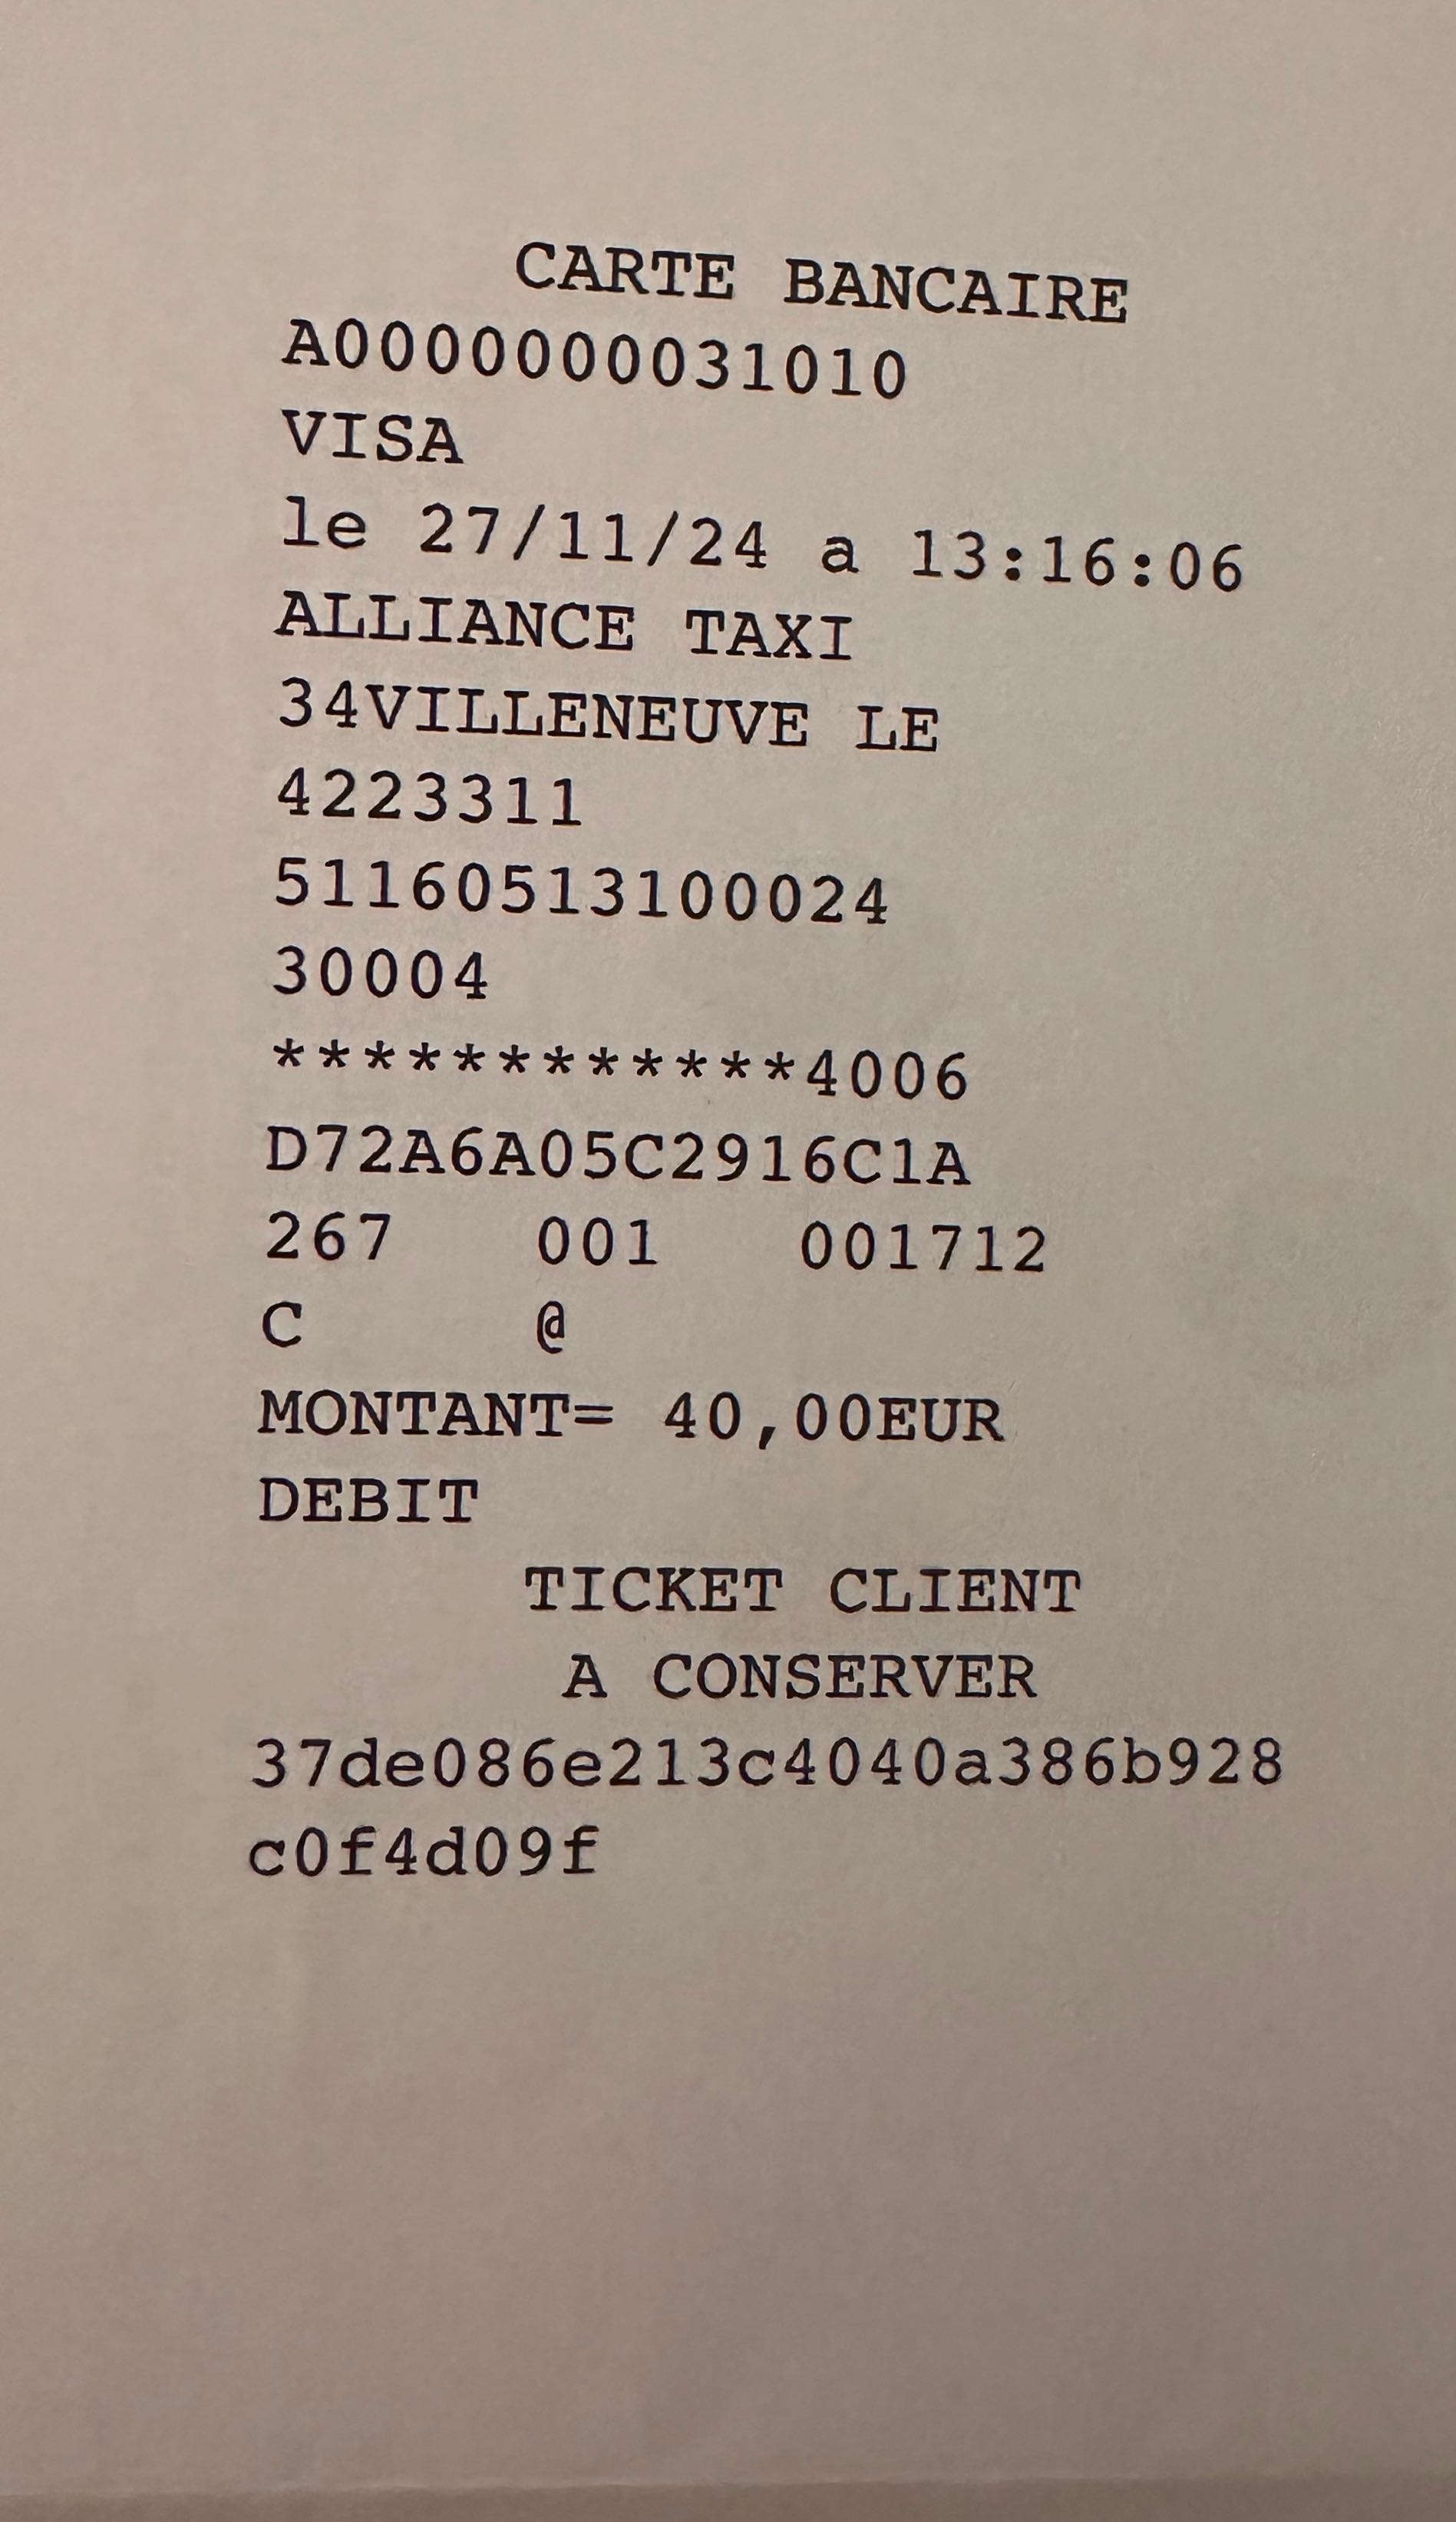 CARTE BANCAIRE
A0000000031010
VISA
le 27/11/24 a 13:16:06
ALLIANCE TAXI
34VILLENEUVE LE
4223311
51160513100024
30004
************4006
D72A6A05C2916C1A
267 001 001712
C @
MONTANT= 40,00EUR
DEBIT
TICKET CLIENT
A CONSERVER
37de086e213c4040a386b928
c0f4d09f